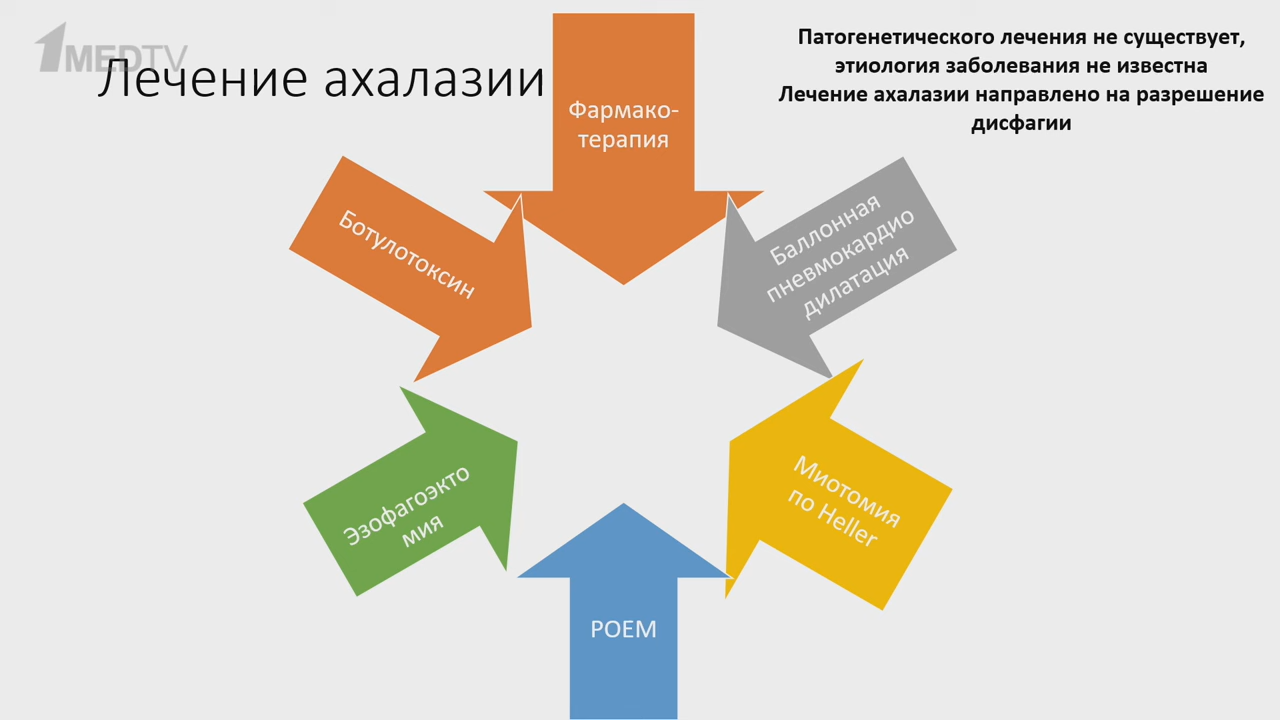 1MEDTV
Лечение ахалазии
Патогенетического лечения не существует,
этиология заболевания не известна
Лечение ахалазии направлено на разрешение
дисфагии
Фармако-
терапия
Ботулотоксин
Баллонная
пневмокардио
дилатация
Эзофагоэкто
мия
Миотомия
по Heller
POEM